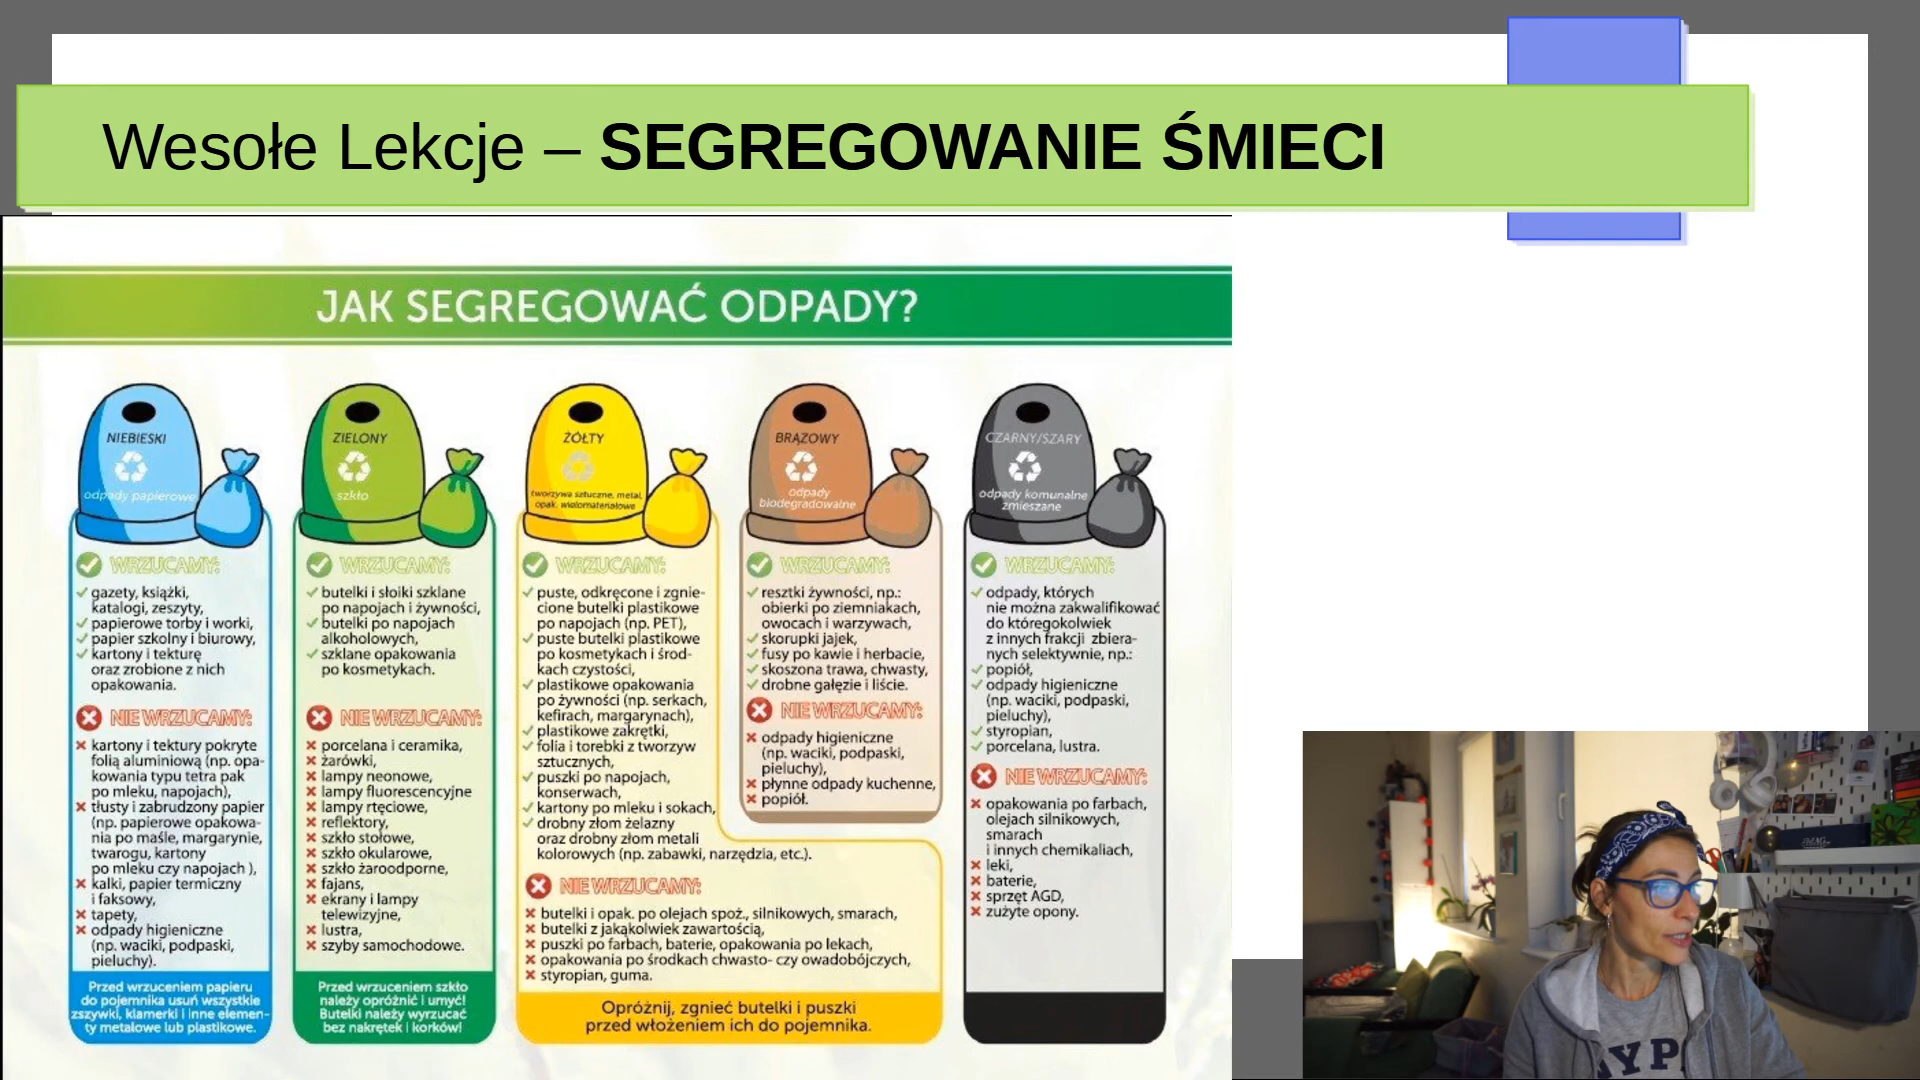 Wesołe Lekcje – SEGREGOWANIE ŚMIECI
JAK SEGREGOWAĆ ODPADY?
NIEBIESKI
odpady papierowe
WRZUCAMY:
gazety, książki,
katalogi, zeszyty,
papierowe torby i worki,
papier szkolny i biurowy,
kartony i tekturę
oraz zrobione z nich
opakowania.
NIE WRZUCAMY:
kartony i tektury pokryte
folią aluminiową (np. opa-
kowania typu tetra pak
po mleku, napojach),
tłusty i zabrudzony papier
(np. papierowe opakowa-
nia po maśle, margarynie,
twarogu, kartony
po mleku czy napojach ),
kalki, papier termiczny
i faksowy,
tapety,
odpady higieniczne
(np. waciki, podpaski,
pieluchy).
Przed wrzuceniem papieru
do pojemnika usuń wszystkie
zszywki, klamerki i inne elemen-
ty metalowe lub plastikowe.
ZIELONY
szkło
WRZUCAMY:
butelki i słoiki szklane
po napojach i żywności,
butelki po napojach
alkoholowych,
szklane opakowania
po kosmetykach.
NIE WRZUCAMY:
porcelana i ceramika,
żarówki,
lampy neonowe,
lampy fluorescencyjne
lampy rtęciowe,
reflektory,
szkło stołowe,
szkło okularowe,
szkło żaroodporne,
fajans,
ekrany i lampy
telewizyjne,
lustra,
szyby samochodowe.
Przed wrzuceniem szkło
należy opróżnić i umyć!
Butelki należy wyrzucać
bez nakrętek i korków!
ŻÓŁTY
tworzywa sztuczne, metal,
opak. wielomateriałowe
WRZUCAMY:
puste, odkręcone i zgnie-
cione butelki plastikowe
po napojach (np. PET),
puste butelki plastikowe
po kosmetykach i środ-
kach czystości,
plastikowe opakowania
po żywności (np. serkach,
kefirach, margarynach),
plastikowe zakrętki,
folia i torebki z tworzyw
sztucznych,
puszki po napojach,
konserwach,
kartony po mleku i sokach,
drobny złom żelazny
oraz drobny złom metali
kolorowych (np. zabawki, narzędzia, etc.).
NIE WRZUCAMY:
butelki i opak. po olejach spoż., silnikowych, smarach,
butelki z jakąkolwiek zawartością,
puszki po farbach, baterie, opakowania po lekach,
opakowania po środkach chwasto- czy owadobójczych,
styropian, guma.
Opróżnij, zgnieć butelki i puszki
przed włożeniem ich do pojemnika.
BRĄZOWY
odpady
biodegradowalne
WRZUCAMY:
resztki żywności, np.:
obierki po ziemniakach,
owocach i warzywach,
skorupki jajek,
fusy po kawie i herbacie,
skoszona trawa, chwasty,
drobne gałęzie i liście.
NIE WRZUCAMY:
odpady higieniczne
(np. waciki, podpaski,
pieluchy),
płynne odpady kuchenne,
popiół.
CZARNY/SZARY
odpady komunalne
zmieszane
WRZUCAMY:
odpady, których
nie można zakwalifikować
do któregokolwiek
z innych frakcji zbiera-
nych selektywnie, np.:
popiół,
odpady higieniczne
(np. waciki, podpaski,
pieluchy),
styropian,
porcelana, lustra.
NIE WRZUCAMY:
opakowania po farbach,
olejach silnikowych,
smarach
i innych chemikaliach,
leki,
baterie,
sprzęt AGD,
zużyte opony.